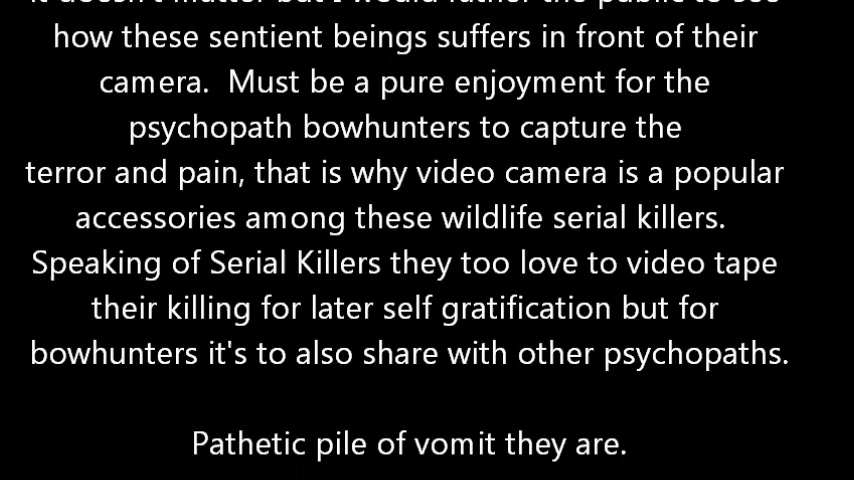 it doesn't matter but I would rather the public to see
how these sentient beings suffers in front of their
camera.  Must be a pure enjoyment for the
psychopath bowhunters to capture the
terror and pain, that is why video camera is a popular
accessories among these wildlife serial killers.
Speaking of Serial Killers they too love to video tape
their killing for later self gratification but for
bowhunters it's to also share with other psychopaths.
Pathetic pile of vomit they are.